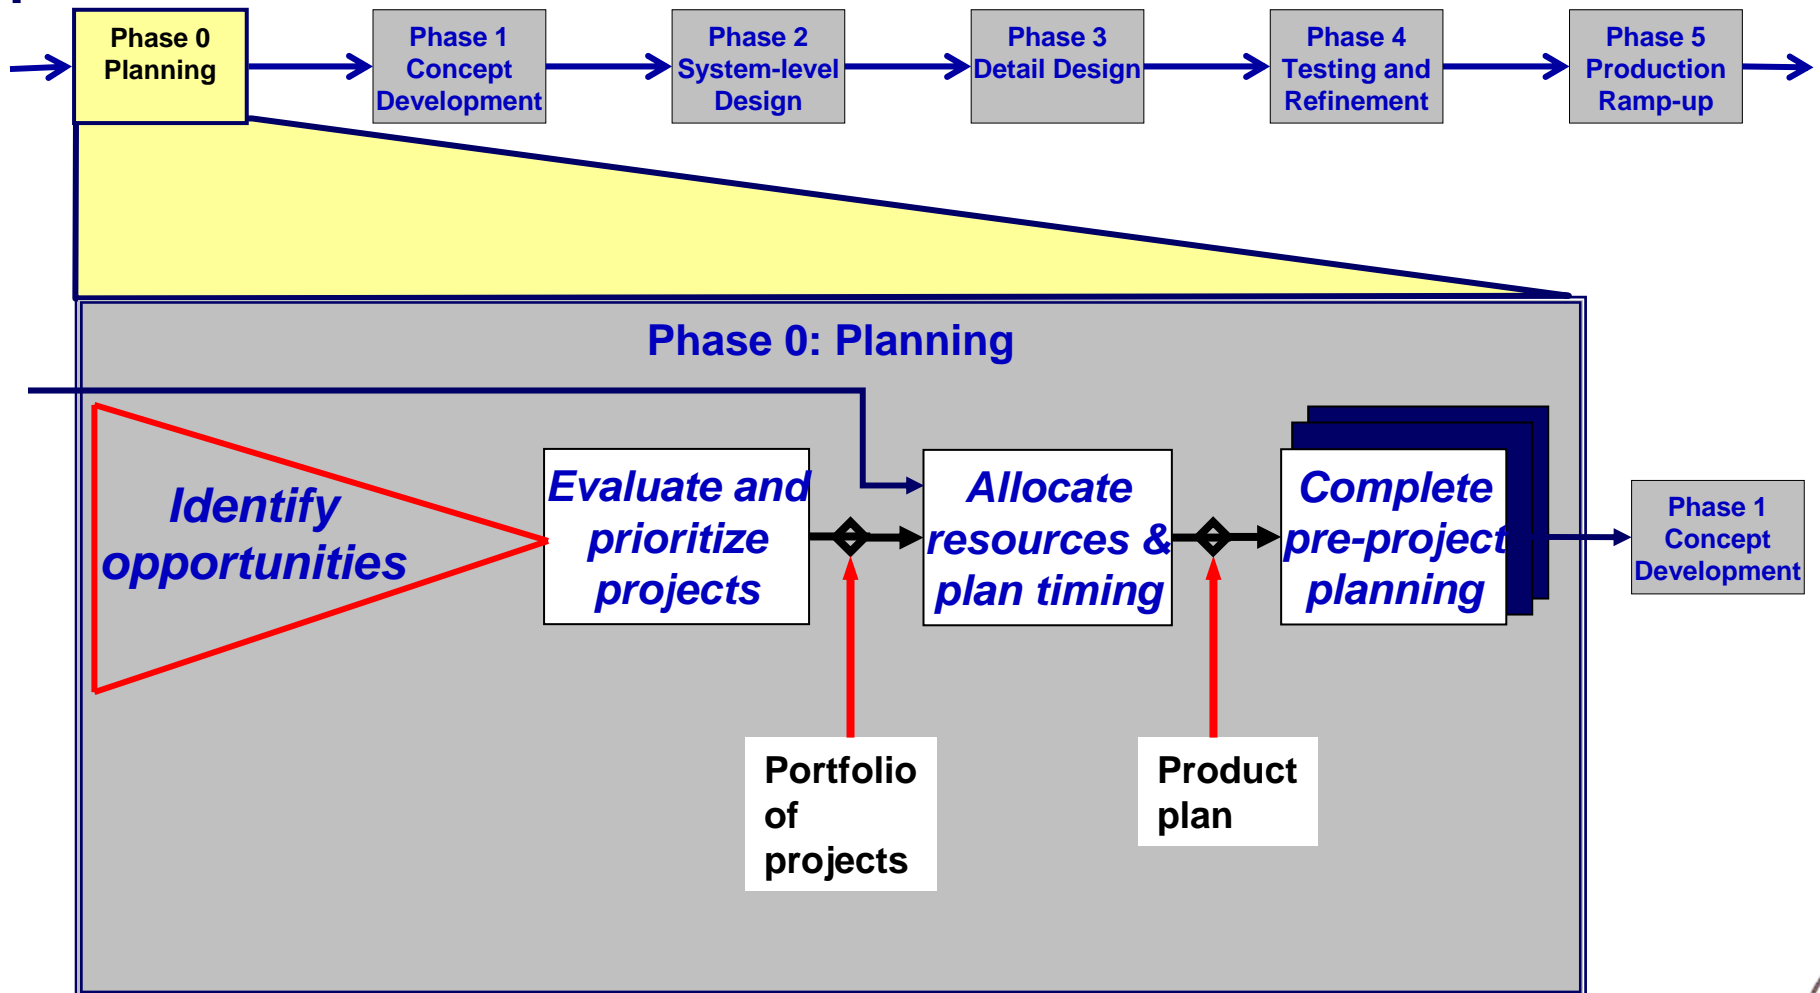 Phase 0
Planning
Phase 1
Concept
Development
Phase 2
System-level
Design
Phase 3
Detail Design
Phase 4
Testing and
Refinement
Phase 5
Production
Ramp-up
Phase 0: Planning
Identify
opportunities
Evaluate and
prioritize
projects
Allocate
resources &
plan timing
Complete
pre-project
planning
Phase 1
Concept
Development
Portfolio
of
projects
Product
plan